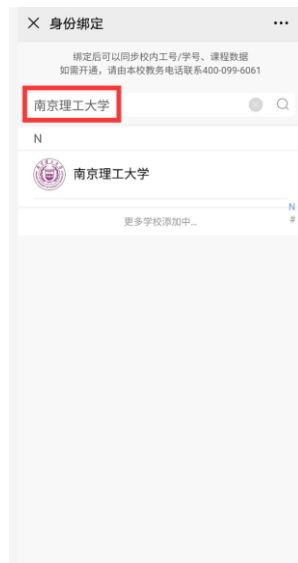 身份绑定
绑定后可以同步校内工号/学号、课程数据
如需开通，请由本校教务电话联系400-099-6061
南京理工大学
N
南京理工大学
更多学校添加中...
N
#